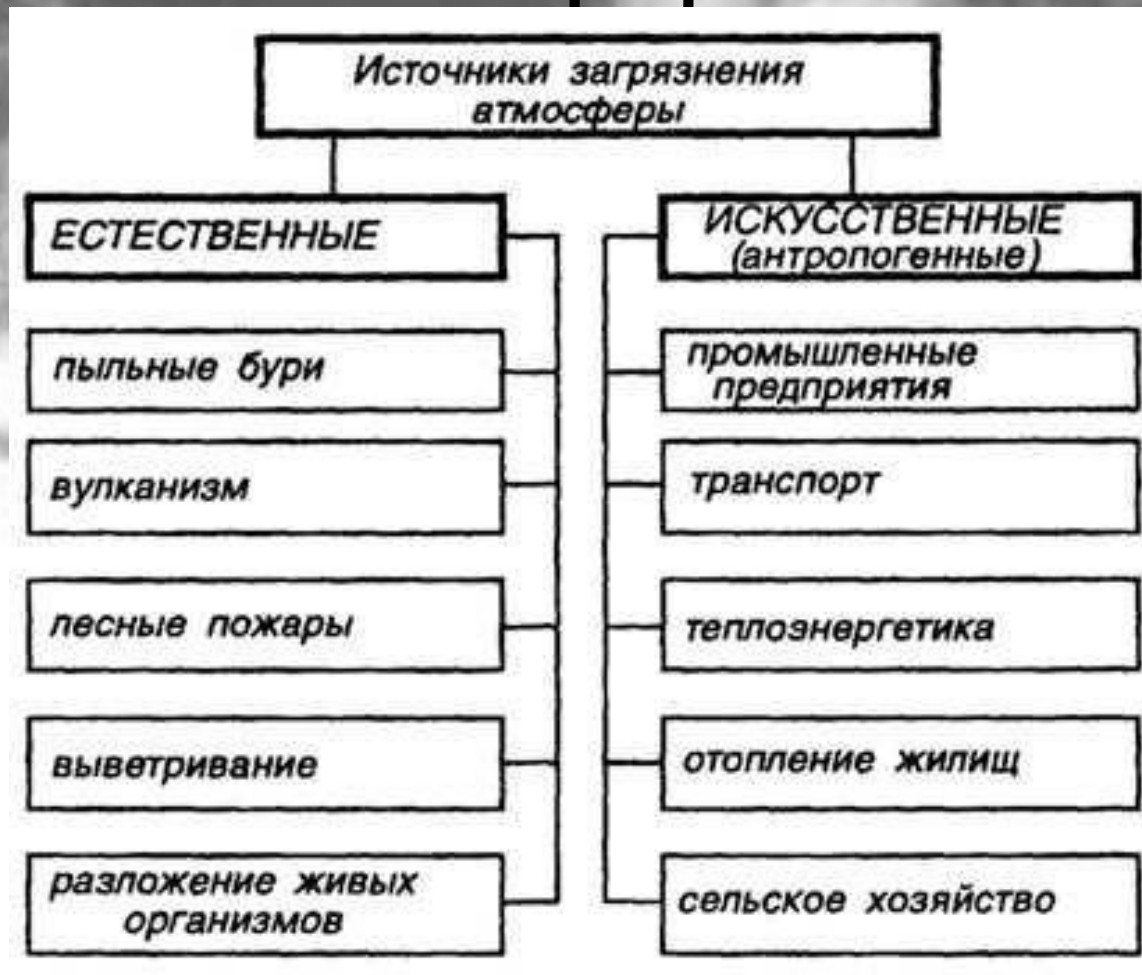 Источники загрязнения
атмосферы
ЕСТЕСТВЕННЫЕ
пыльные бури
вулканизм
лесные пожары
выветривание
разложение живых
организмов
ИСКУССТВЕННЫЕ
(антропогенные)
промышленные
предприятия
транспорт
теплоэнергетика
отопление жилищ
сельское хозяйство